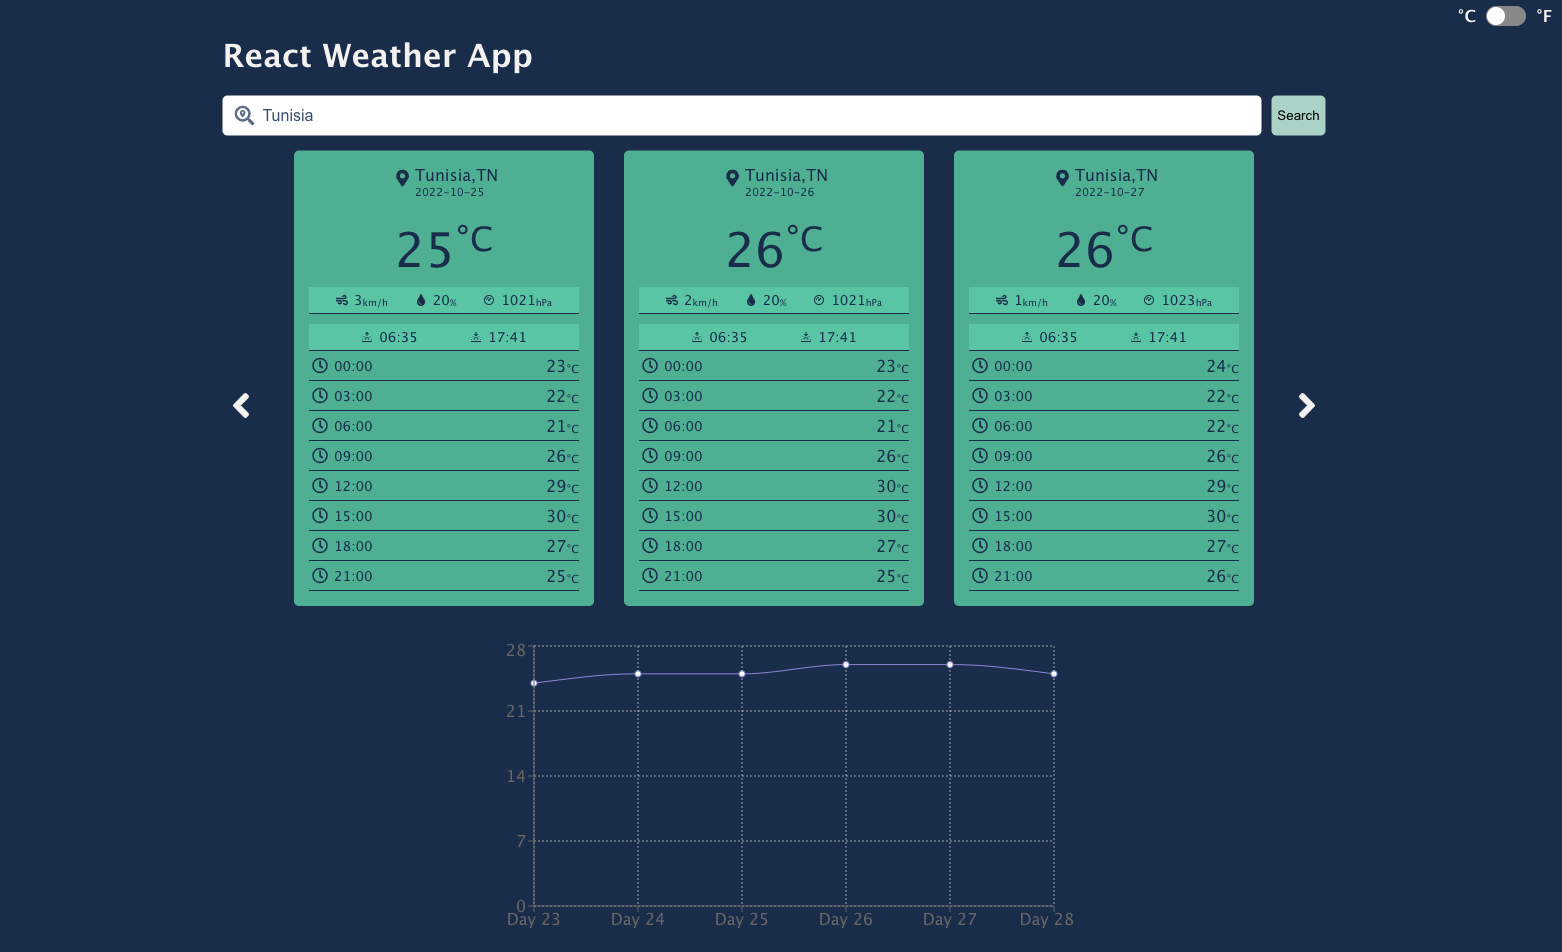 °C °F
React Weather App
Tunisia Search
Tunisia,TN
2022-10-25
25°C
3km/h 20% 1021hPa
06:35 17:41
00:00 23°C
03:00 22°C
06:00 21°C
09:00 26°C
12:00 29°C
15:00 30°C
18:00 27°C
21:00 25°C
Tunisia,TN
2022-10-26
26°C
2km/h 20% 1021hPa
06:35 17:41
00:00 23°C
03:00 22°C
06:00 21°C
09:00 26°C
12:00 30°C
15:00 30°C
18:00 27°C
21:00 25°C
Tunisia,TN
2022-10-27
26°C
1km/h 20% 1023hPa
06:35 17:41
00:00 24°C
03:00 22°C
06:00 22°C
09:00 26°C
12:00 29°C
15:00 30°C
18:00 27°C
21:00 26°C
28
21
14
7
0
Day 23 Day 24 Day 25 Day 26 Day 27 Day 28